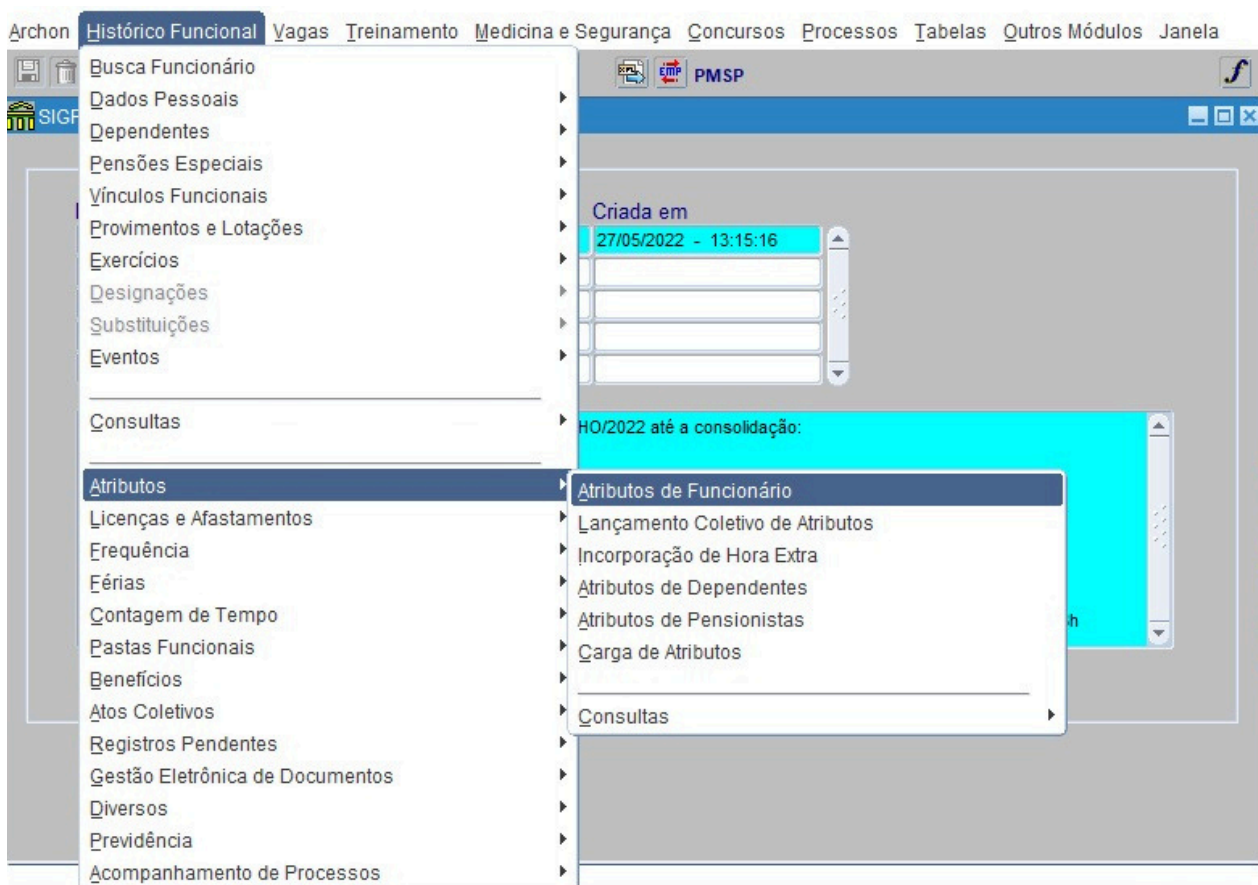 Archon Histórico Funcional Vagas Treinamento Medicina e Segurança Concursos Processos Tabelas Outros Módulos Janela
EMP PMSP f
SIGP
Busca Funcionário
Dados Pessoais
Dependentes
Pensões Especiais
Vínculos Funcionais
Provimentos e Lotações
Exercícios
Designações
Substituições
Eventos
Consultas
Atributos
Licenças e Afastamentos
Frequência
Férias
Contagem de Tempo
Pastas Funcionais
Benefícios
Atos Coletivos
Registros Pendentes
Gestão Eletrônica de Documentos
Diversos
Previdência
Acompanhamento de Processos
Criada em
27/05/2022 - 13:15:16
HO/2022 até a consolidação:
Atributos de Funcionário
Lançamento Coletivo de Atributos
Incorporação de Hora Extra
Atributos de Dependentes
Atributos de Pensionistas
Carga de Atributos
Consultas